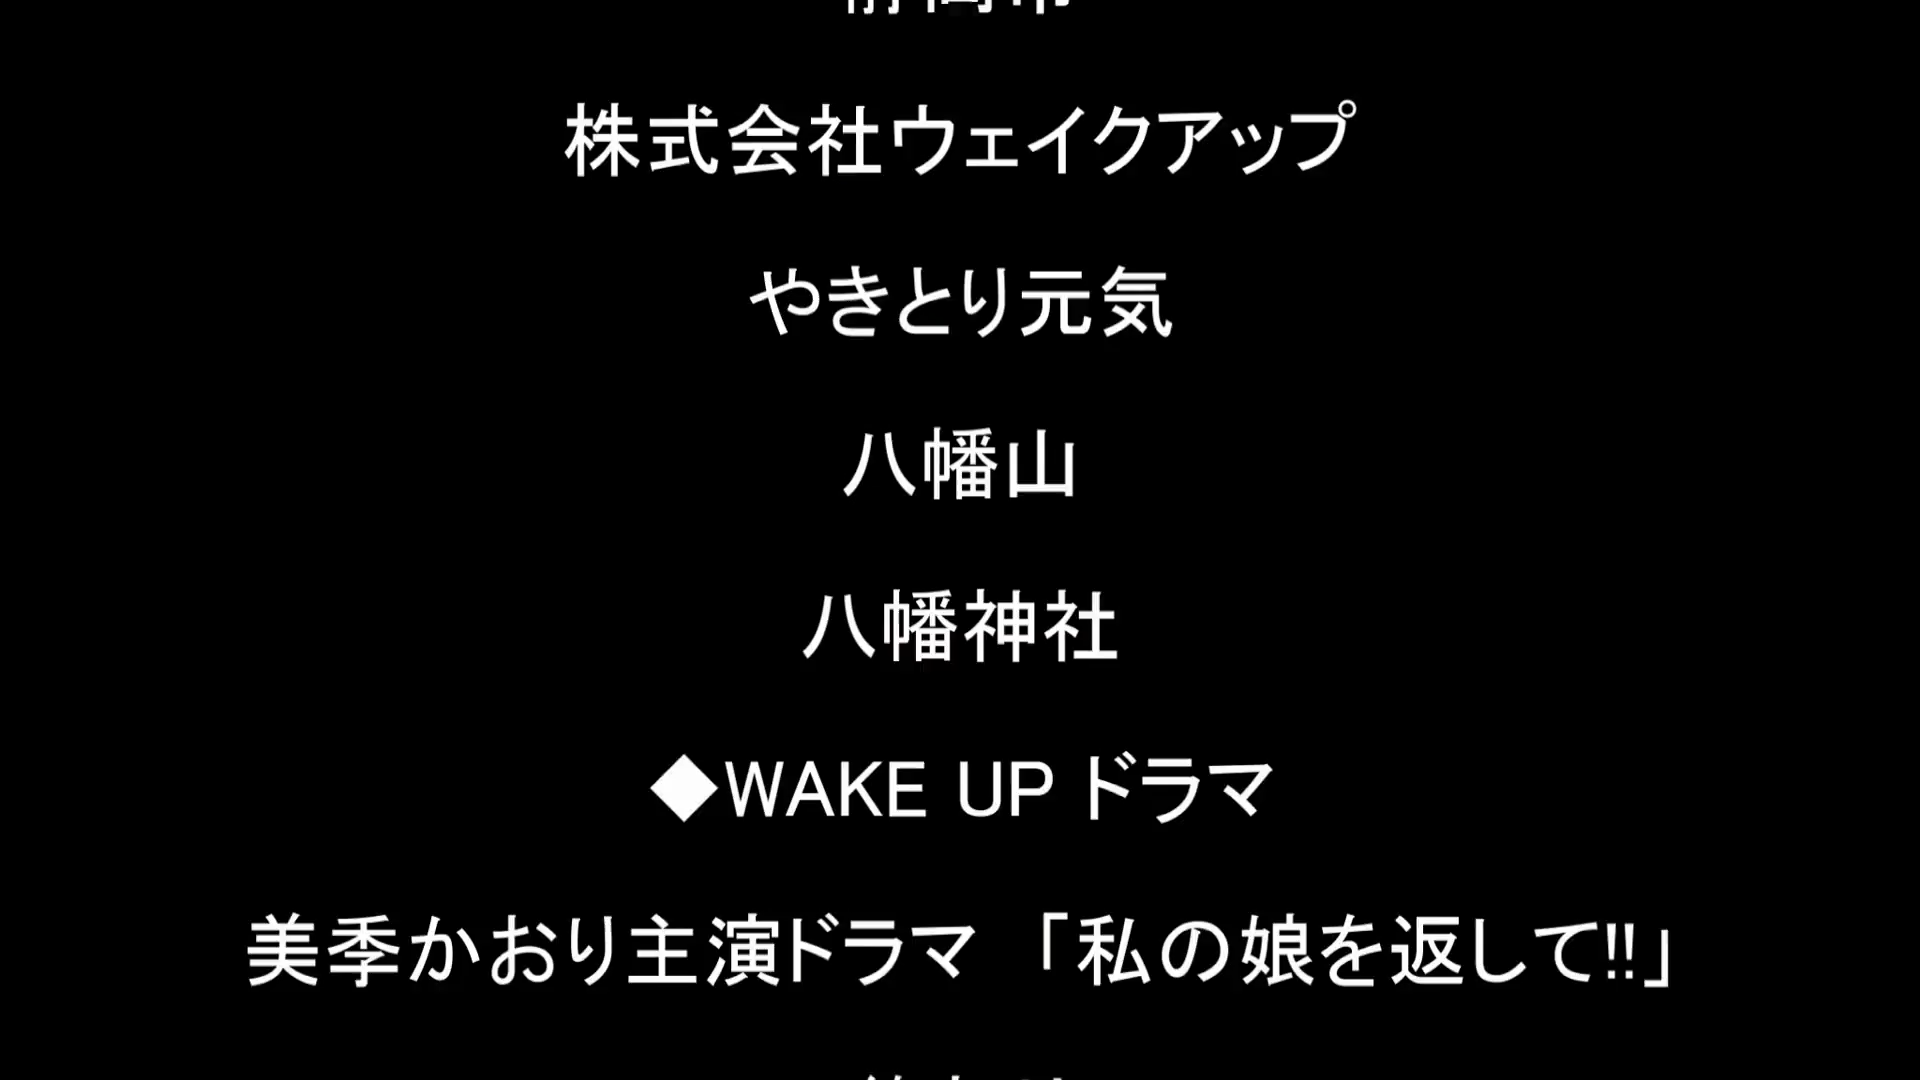 株式会社ウェイクアップ
やきとり元気
八幡山
八幡神社
◆WAKE UP ドラマ
美季かおり主演ドラマ 「私の娘を返して!!」